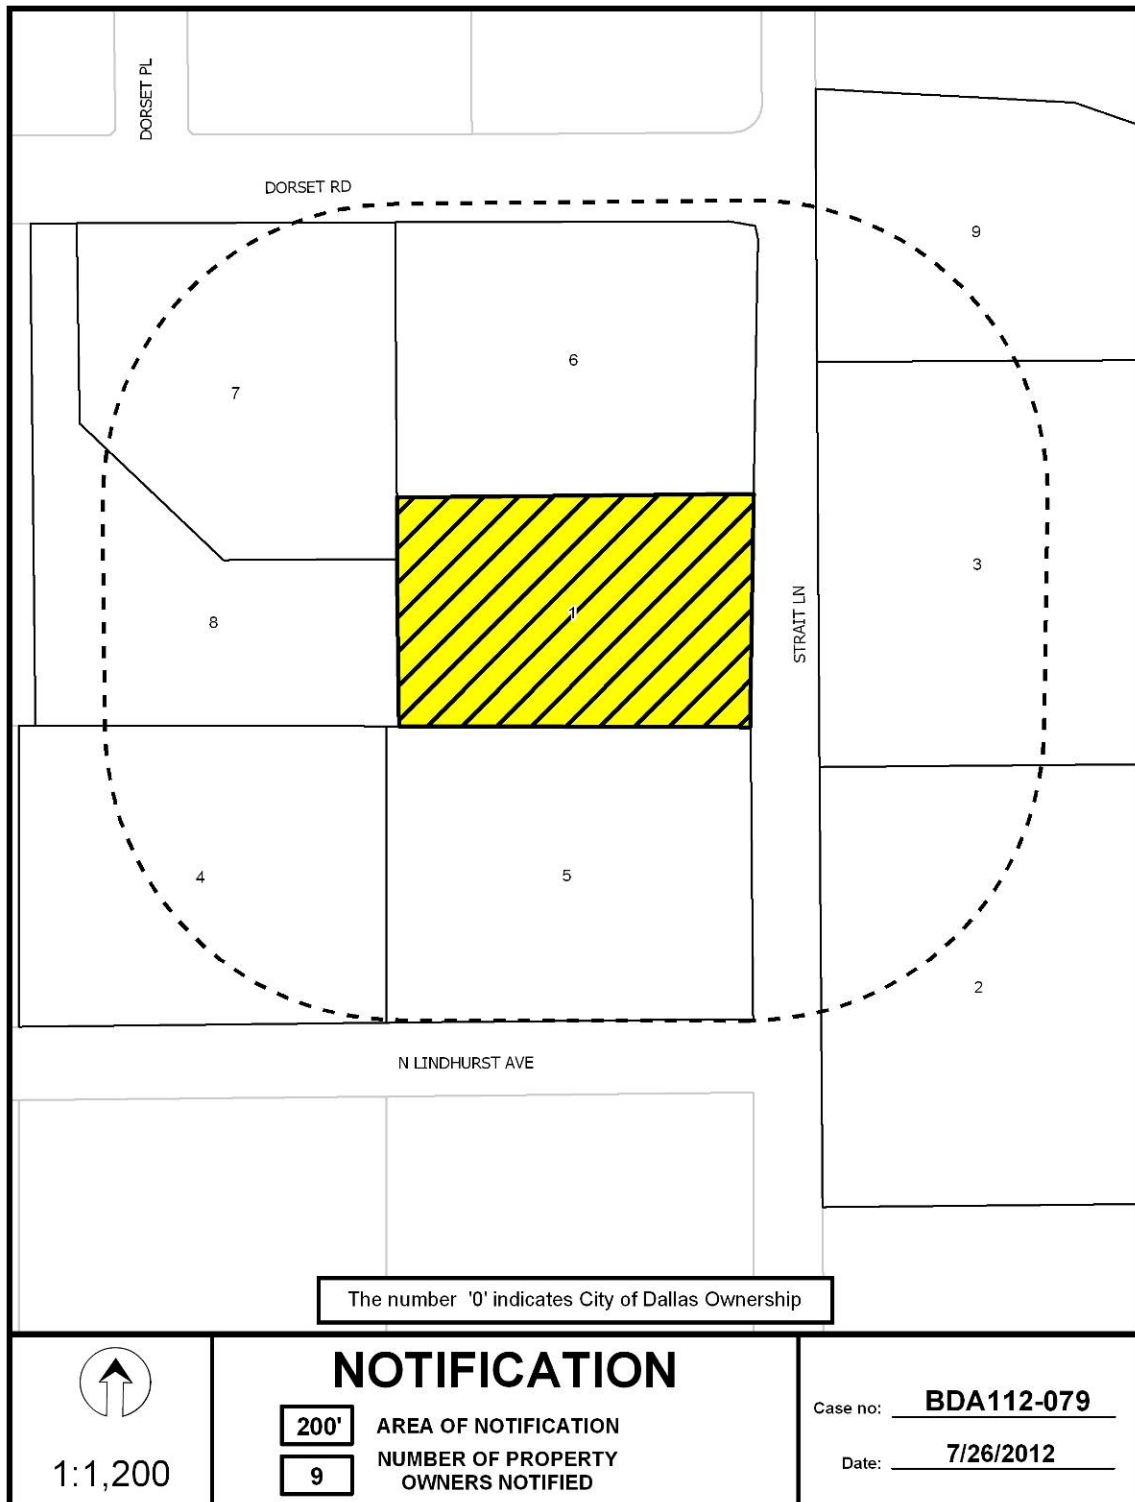 DORSET PL
DORSET RD
9
6
7
3
1
STRAIT LN
8
4
5
2
N LINDHURST AVE
The number '0' indicates City of Dallas Ownership
1:1,200
NOTIFICATION
200' AREA OF NOTIFICATION
9 NUMBER OF PROPERTY
OWNERS NOTIFIED
Case no: BDA112-079
Date: 7/26/2012